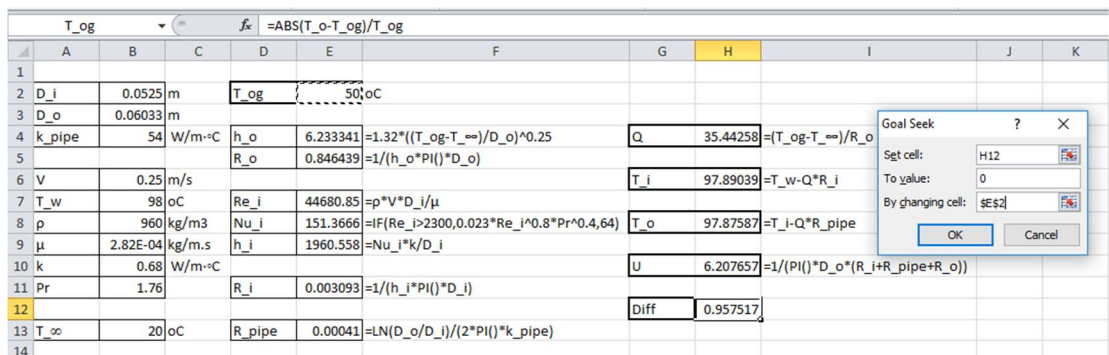 T_og fx =ABS(T_o-T_og)/T_og
A B C D E F G H I J K
1
2 D_i 0.0525 m T_og 50 oC
3 D_o 0.06033 m
4 k_pipe 54 W/m·◦C h_o 6.233341 =1.32*((T_og-T_∞)/D_o)^0.25 Q 35.44258 =(T_og-T_∞)/R_o
5 R_o 0.846439 =1/(h_o*PI()*D_o)
6 V 0.25 m/s T_i 97.89039 =T_w-Q*R_i
7 T_w 98 oC Re_i 44680.85 =ρ*V*D_i/μ
8 ρ 960 kg/m3 Nu_i 151.3666 =IF(Re_i>2300,0.023*Re_i^0.8*Pr^0.4,64) T_o 97.87587 =T_i-Q*R_pipe
9 μ 2.82E-04 kg/m.s h_i 1960.558 =Nu_i*k/D_i
10 k 0.68 W/m·◦C U 6.207657 =1/(PI()*D_o*(R_i+R_pipe+R_o))
11 Pr 1.76 R_i 0.003093 =1/(h_i*PI()*D_i)
12 Diff 0.957517
13 T_∞ 20 oC R_pipe 0.00041 =LN(D_o/D_i)/(2*PI()*k_pipe)
14
Goal Seek ? X
Set cell: H12
To value: 0
By changing cell: $E$2
OK Cancel